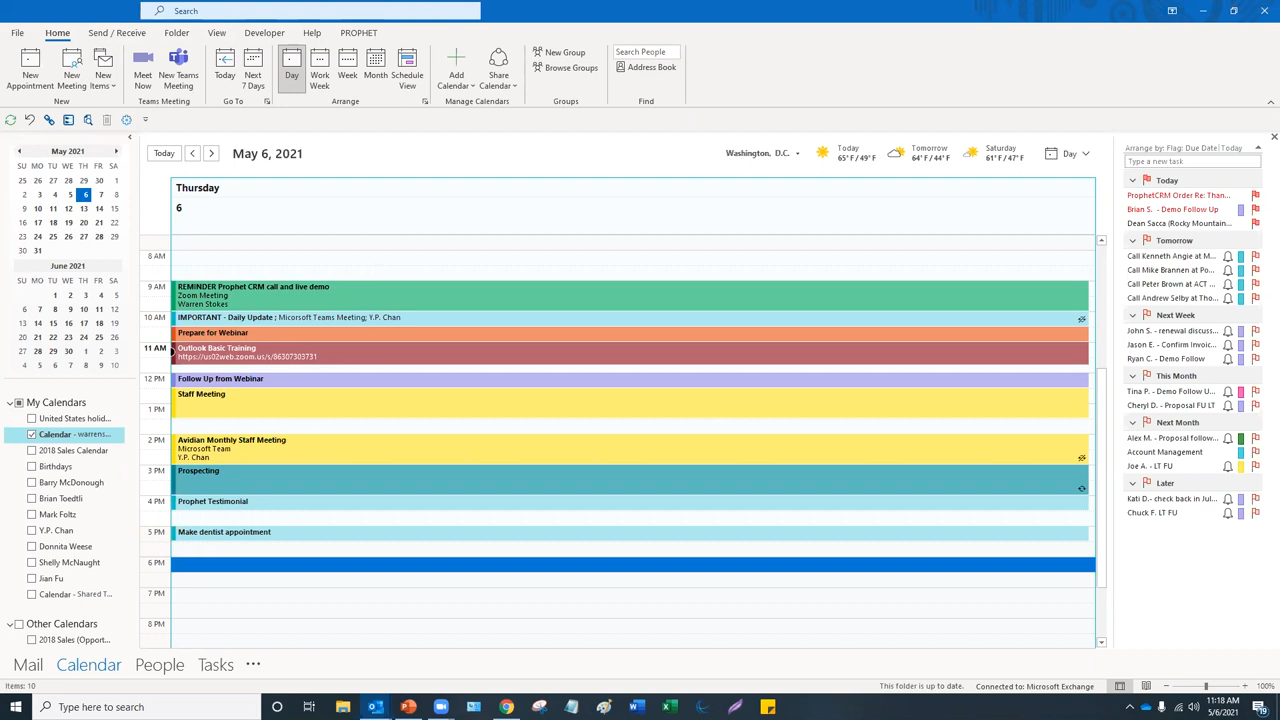 Search
File Home Send / Receive Folder View Developer Help PROPHET
New Appointment
New Meeting
New Items
Meet Now
New Teams Meeting
Today
Next 7 Days
Day
Work Week
Week
Month
Schedule View
Add Calendar
Share Calendar
New Group
Browse Groups
Search People
Address Book
New Teams Meeting Go To Arrange Manage Calendars Groups Find
May 2021
SU MO TU WE TH FR SA
25 26 27 28 29 30 1
2 3 4 5 6 7 8
9 10 11 12 13 14 15
16 17 18 19 20 21 22
23 24 25 26 27 28 29
30 31
June 2021
1 2 3 4 5
6 7 8 9 10 11 12
13 14 15 16 17 18 19
20 21 22 23 24 25 26
27 28 29 30 1 2 3
4 5 6 7 8 9 10
My Calendars
United States holid...
Calendar - warrens...
2018 Sales Calendar
Birthdays
Barry McDonough
Brian Toedtli
Mark Foltz
Y.P. Chan
Donnita Weese
Shelly McNaught
Jian Fu
Calendar - Shared T...
Other Calendars
2018 Sales (Opport...
Today May 6, 2021
Washington, D.C.
Today
65° F / 49° F
Tomorrow
64° F / 44° F
Saturday
61° F / 47° F
Day
Thursday
6
8 AM
9 AM
REMINDER Prophet CRM call and live demo
Zoom Meeting
Warren Stokes
10 AM
IMPORTANT - Daily Update ; Micorsoft Teams Meeting; Y.P. Chan
Prepare for Webinar
11 AM
Outlook Basic Training
https://us02web.zoom.us/s/86307303731
12 PM
Follow Up from Webinar
Staff Meeting
1 PM
2 PM
Avidian Monthly Staff Meeting
Microsoft Team
Y.P. Chan
3 PM
Prospecting
4 PM
Prophet Testimonial
5 PM
Make dentist appointment
6 PM
7 PM
8 PM
Arrange by: Flag: Due Date Today
Type a new task
Today
ProphetCRM Order Re: Than...
Brian S. - Demo Follow Up
Dean Sacca (Rocky Mountain...
Tomorrow
Call Kenneth Angie at M...
Call Mike Brannen at Po...
Call Peter Brown at ACT ...
Call Andrew Selby at Tho...
Next Week
John S. - renewal discuss...
Jason E. - Confirm Invoic...
Ryan C. - Demo Follow
This Month
Tina P. - Demo Follow U...
Cheryl D. - Proposal FU LT
Next Month
Alex M. - Proposal follow...
Account Management
Joe A. - LT FU
Later
Kati D.- check back in Jul...
Chuck F. LT FU
Mail Calendar People Tasks ...
Items: 10
This folder is up to date. Connected to: Microsoft Exchange 100%
Type here to search
11:18 AM
5/6/2021
19